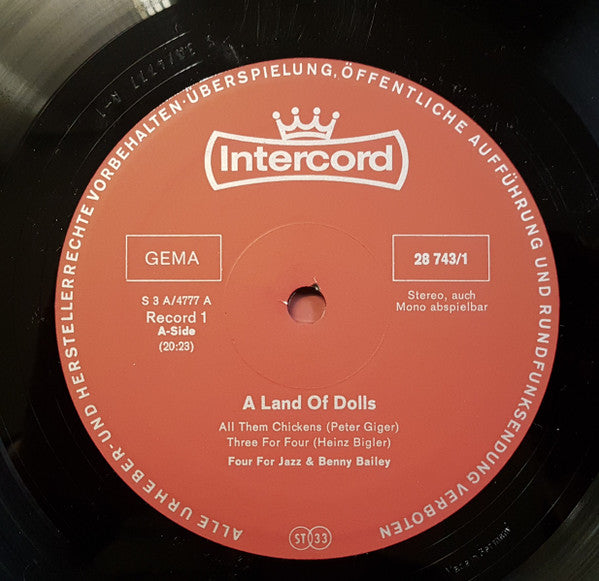 ALLE URHEBER- UND HERSTELLERRECHTE VORBEHALTEN · ÜBERSPIELUNG, ÖFFENTLICHE AUFFÜHRUNG UND RUNDFUNKSENDUNG VERBOTEN
Intercord
GEMA
28 743/1
S 3 A/4777 A
Record 1
A-Side
(20:23)
Stereo, auch
Mono abspielbar
A Land Of Dolls
All Them Chickens (Peter Giger)
Three For Four (Heinz Bigler)
Four For Jazz & Benny Bailey
ST 33